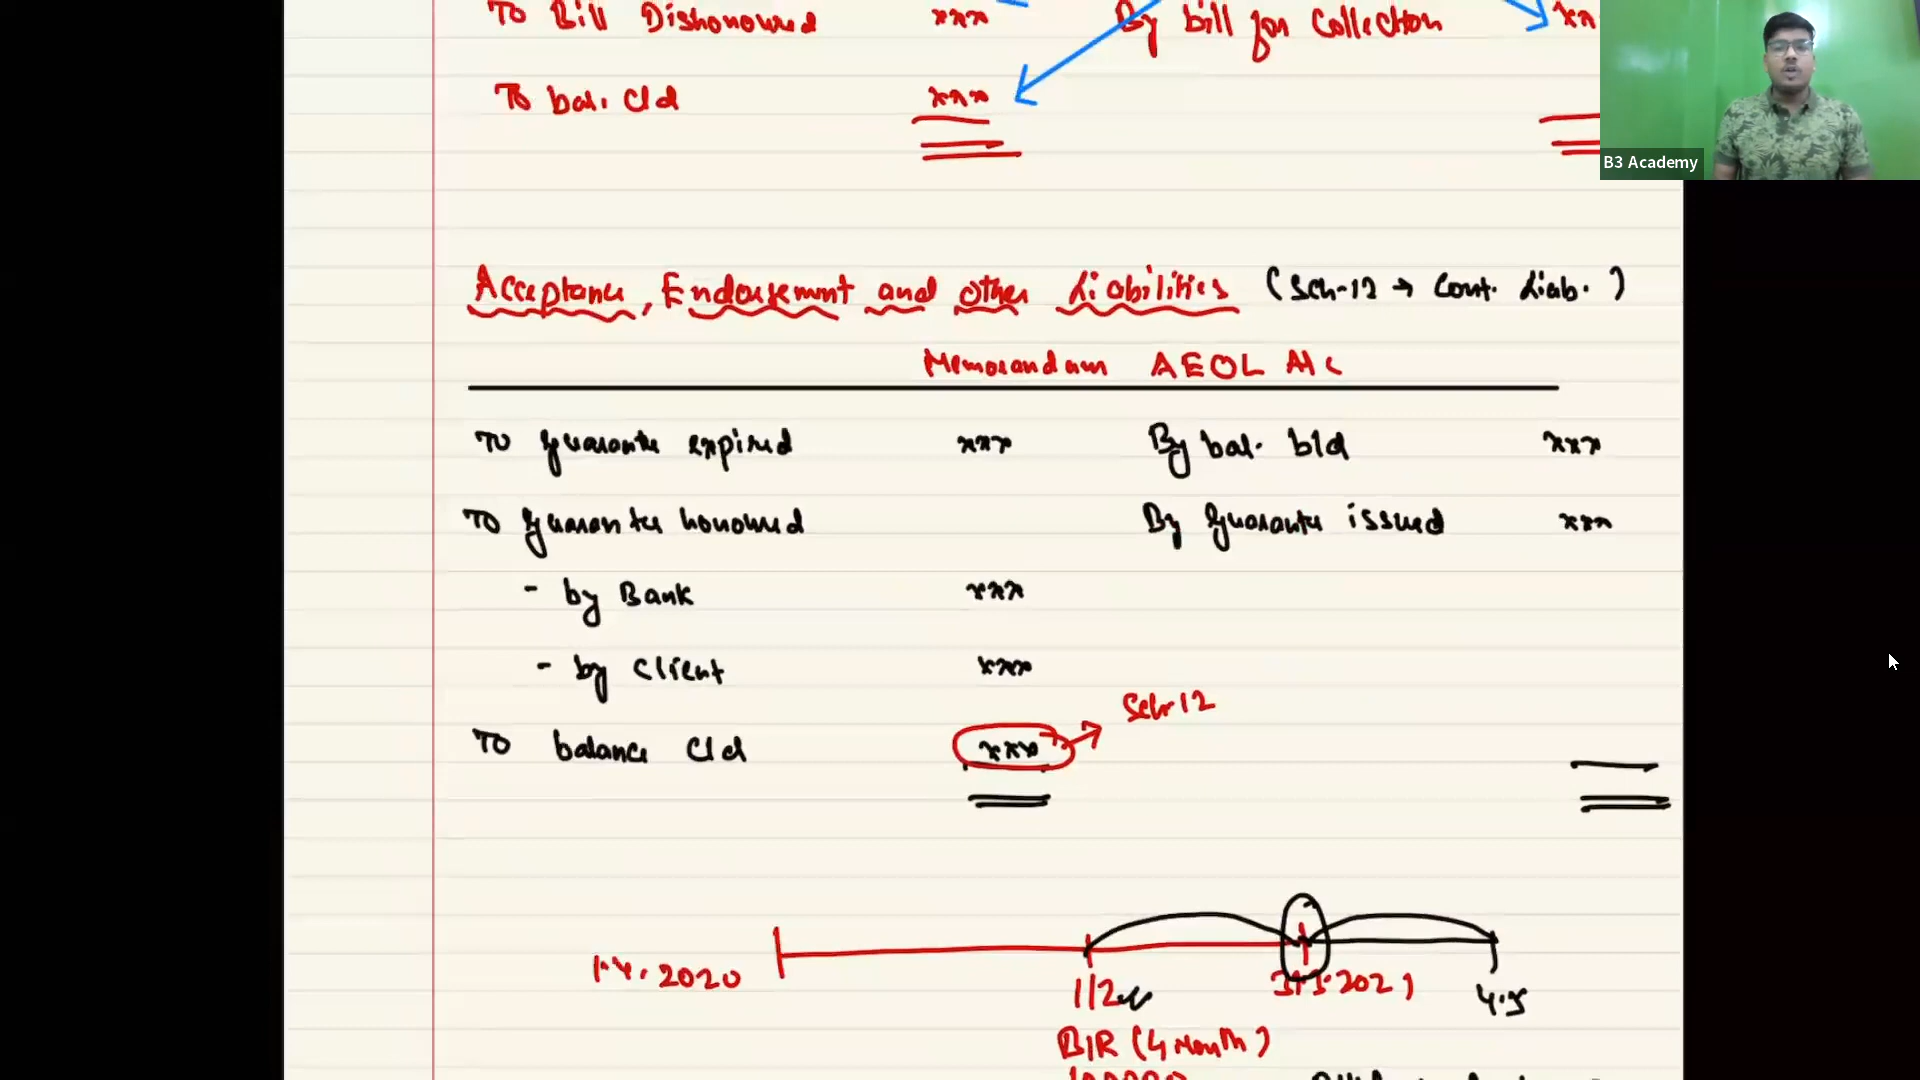 To Bill Dishonoured xxx By bill for Collection xx
To bal. c/d xxx
B3 Academy
Acceptance, Endorsement and other Liabilities (Sch-12 → Cont. Liab.)
Memorandum AEOL A/c
To guarantee expired xxx By bal. b/d xxx
To guarantee honoured By guarantee issued xxx
- by Bank xxx
- by Client xxx
Sch-12
To balance c/d xxx
1.4.2020 1/2 31.3.2021 4.5
B/R (4 Month)